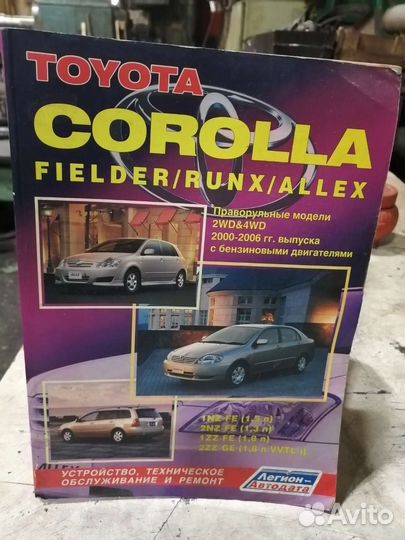 TOYOTA
COROLLA
FIELDER/RUNX/ALLEX
Праворульные модели
2WD&4WD
2000-2006 гг. выпуска
с бензиновыми двигателями
1NZ-FE (1,5 л)
2NZ-FE (1,3 л)
1ZZ-FE (1,8 л)
2ZZ-GE (1,8 л VVTL-i)
УСТРОЙСТВО, ТЕХНИЧЕСКОЕ
ОБСЛУЖИВАНИЕ И РЕМОНТ
Легион-
Автодата
Avito